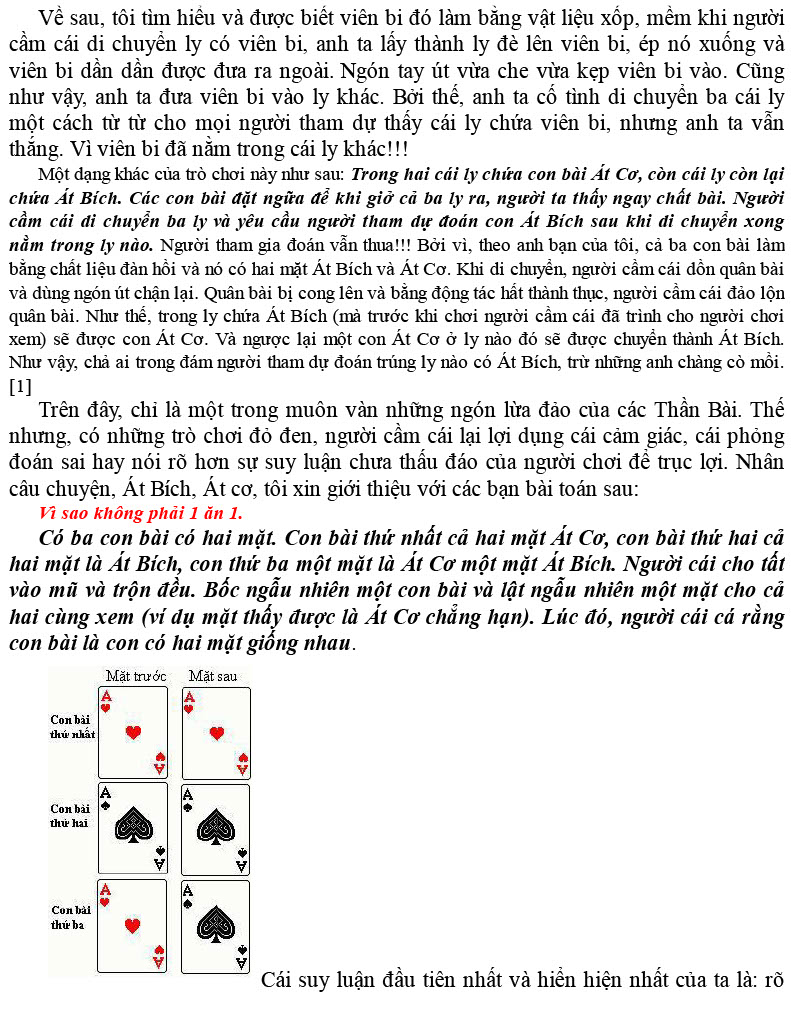 Về sau, tôi tìm hiểu và được biết viên bi đó làm bằng vật liệu xốp, mềm khi người
cầm cái di chuyển ly có viên bi, anh ta lấy thành ly đè lên viên bi, ép nó xuống và
viên bi dần dần được đưa ra ngoài. Ngón tay út vừa che vừa kẹp viên bi vào. Cũng
như vậy, anh ta đưa viên bi vào ly khác. Bởi thế, anh ta cố tình di chuyển ba cái ly
một cách từ từ cho mọi người tham dự thấy cái ly chứa viên bi, nhưng anh ta vẫn
thắng. Vì viên bi đã nằm trong cái ly khác!!!
Một dạng khác của trò chơi này như sau: Trong hai cái ly chứa con bài Át Cơ, còn cái ly còn lại
chứa Át Bích. Các con bài đặt ngữa để khi giở cả ba ly ra, người ta thấy ngay chất bài. Người
cầm cái di chuyển ba ly và yêu cầu người tham dự đoán con Át Bích sau khi di chuyển xong
nằm trong ly nào. Người tham gia đoán vẫn thua!!! Bởi vì, theo anh bạn của tôi, cả ba con bài làm
bằng chất liệu đàn hồi và nó có hai mặt Át Bích và Át Cơ. Khi di chuyển, người cầm cái dồn quân bài
và dùng ngón út chận lại. Quân bài bị cong lên và bằng động tác hất thành thục, người cầm cái đảo lộn
quân bài. Như thế, trong ly chứa Át Bích (mà trước khi chơi người cầm cái đã trình cho người chơi
xem) sẽ được con Át Cơ. Và ngược lại một con Át Cơ ở ly nào đó sẽ được chuyển thành Át Bích.
Như vậy, chả ai trong đám người tham dự đoán trúng ly nào có Át Bích, trừ những anh chàng cò mồi.
[1]
Trên đây, chỉ là một trong muôn vàn những ngón lừa đảo của các Thần Bài. Thế
nhưng, có những trò chơi đỏ đen, người cầm cái lại lợi dụng cái cảm giác, cái phỏng
đoán sai hay nói rõ hơn sự suy luận chưa thấu đáo của người chơi để trục lợi. Nhân
câu chuyện, Át Bích, Át cơ, tôi xin giới thiệu với các bạn bài toán sau:
Vì sao không phải 1 ăn 1.
Có ba con bài có hai mặt. Con bài thứ nhất cả hai mặt Át Cơ, con bài thứ hai cả
hai mặt là Át Bích, con thứ ba một mặt là Át Cơ một mặt Át Bích. Người cái cho tất
vào mũ và trộn đều. Bốc ngẫu nhiên một con bài và lật ngẫu nhiên một mặt cho cả
hai cùng xem (ví dụ mặt thấy được là Át Cơ chẳng hạn). Lúc đó, người cái cá rằng
con bài là con có hai mặt giống nhau.
Mặt trước Mặt sau
A A
Con bài
thứ nhất
A A
A A
Con bài
thứ hai
A A
A A
Con bài
thứ ba
A A
Cái suy luận đầu tiên nhất và hiển hiện nhất của ta là: rõ